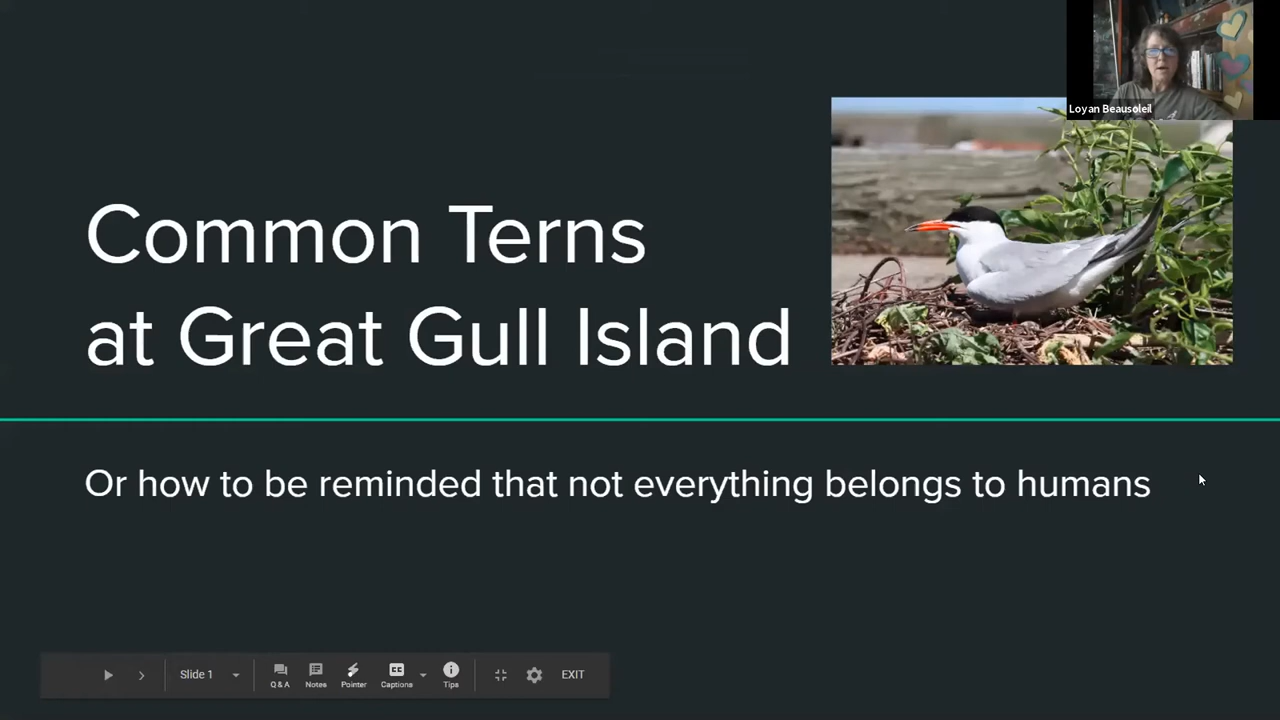 Loyan Beausoleil
Common Terns
at Great Gull Island
Or how to be reminded that not everything belongs to humans
Slide 1
Q & A
Notes
Pointer
Captions
Tips
EXIT